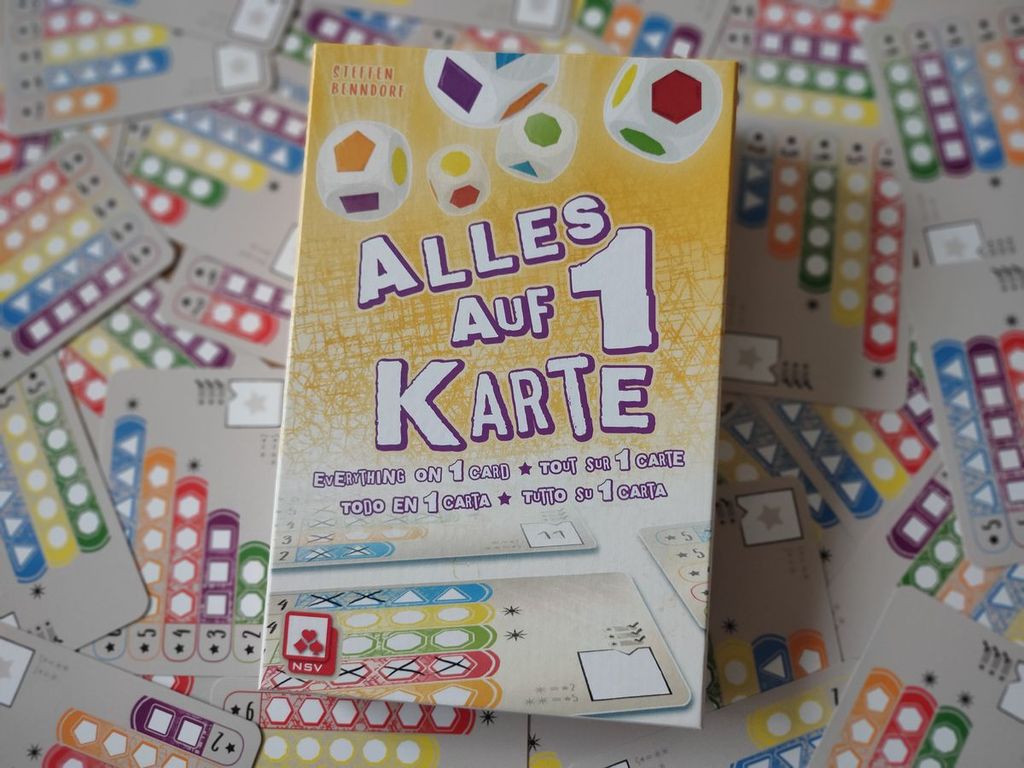 STEFFEN
BENNDORF
ALLES
AUF 1
KARTE
EVERYTHING ON 1 CARD ★ TOUT SUR 1 CARTE
TODO EN 1 CARTA ★ TUTTO SU 1 CARTA
11
NSV